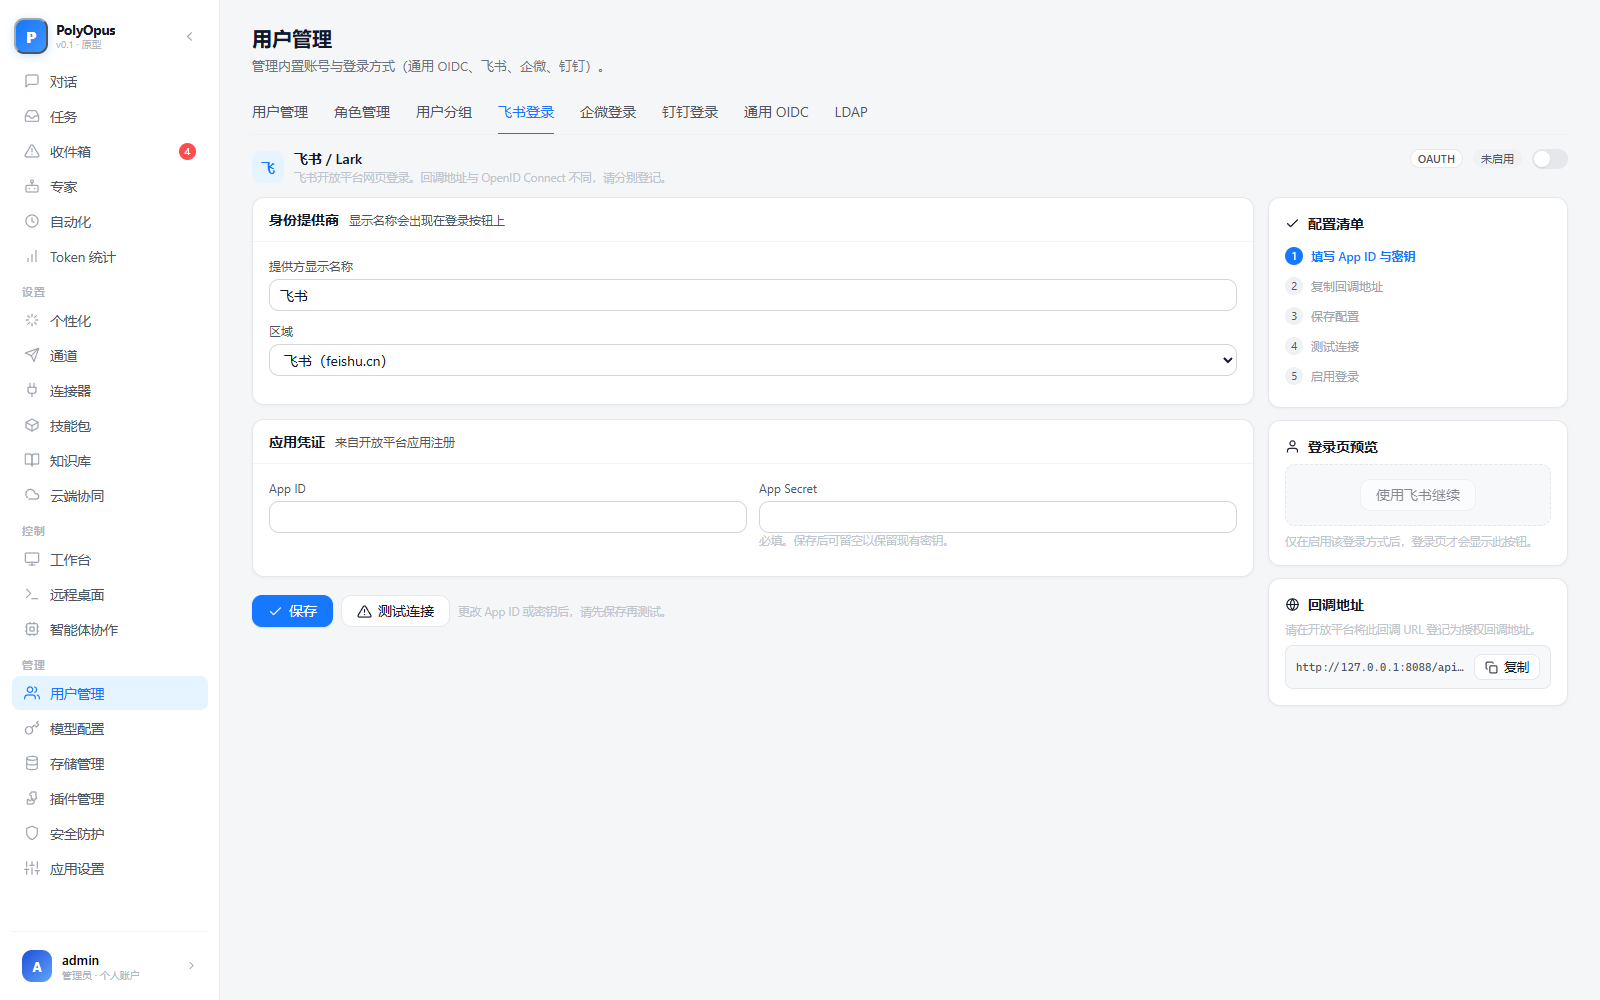 P
PolyOpus
v0.1 · 原型
对话
任务
收件箱
4
专家
自动化
Token 统计
设置
个性化
通道
连接器
技能包
知识库
云端协同
控制
工作台
远程桌面
智能体协作
管理
用户管理
模型配置
存储管理
插件管理
安全防护
应用设置
A
admin
管理员 · 个人账户
用户管理
管理内置账号与登录方式（通用 OIDC、飞书、企微、钉钉）。
用户管理 角色管理 用户分组 飞书登录 企微登录 钉钉登录 通用 OIDC LDAP
飞
飞书 / Lark
飞书开放平台网页登录。回调地址与 OpenID Connect 不同，请分别登记。
OAUTH 未启用
身份提供商 显示名称会出现在登录按钮上
提供方显示名称
飞书
区域
飞书（feishu.cn）
应用凭证 来自开放平台应用注册
App ID
App Secret
必填。保存后可留空以保留现有密钥。
保存 测试连接 更改 App ID 或密钥后，请先保存再测试。
配置清单
1 填写 App ID 与密钥
2 复制回调地址
3 保存配置
4 测试连接
5 启用登录
登录页预览
使用飞书继续
仅在启用该登录方式后，登录页才会显示此按钮。
回调地址
请在开放平台将此回调 URL 登记为授权回调地址。
http://127.0.0.1:8088/api… 复制